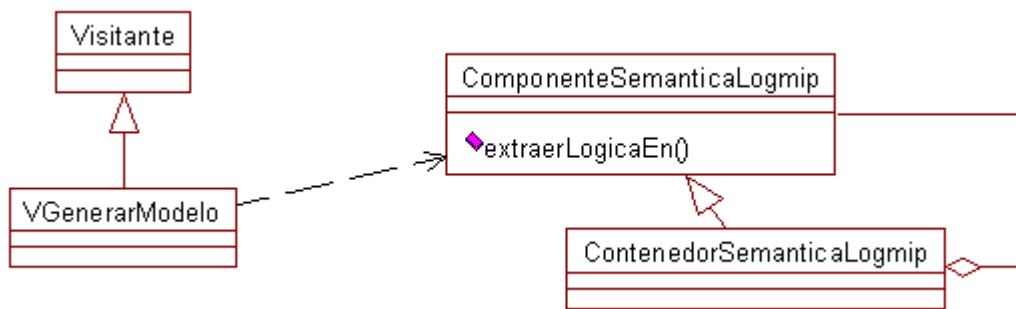 Visitante
ComponenteSemanticaLogmip
extraerLogicaEn()
VGenerarModelo
ContenedorSemanticaLogmip